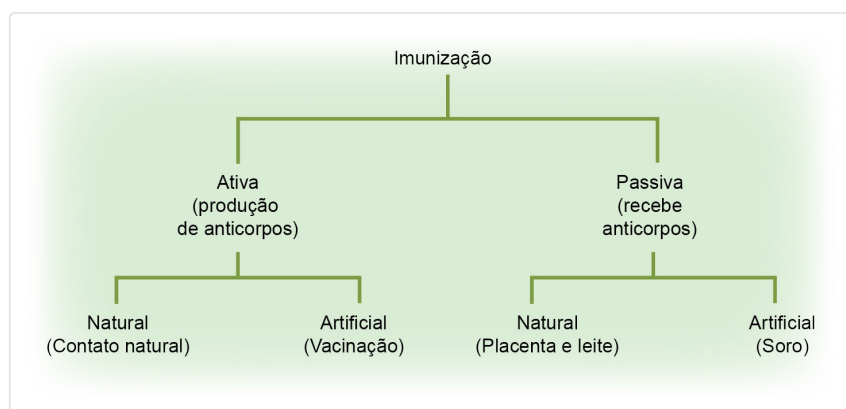 Imunização
Ativa
(produção
de anticorpos)
Passiva
(recebe
anticorpos)
Natural
(Contato natural)
Artificial
(Vacinação)
Natural
(Placenta e leite)
Artificial
(Soro)